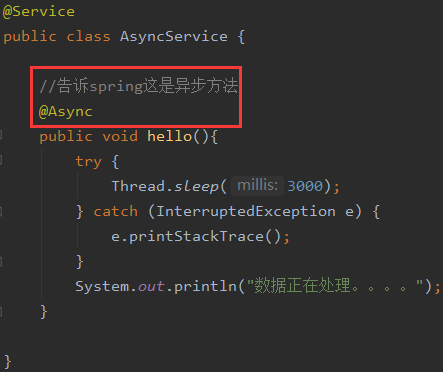 @Service
public class AsyncService {
//告诉spring这是异步方法
@Async
public void hello(){
try {
Thread.sleep( millis: 3000);
} catch (InterruptedException e) {
e.printStackTrace();
}
System.out.println("数据正在处理。。。。");
}
}